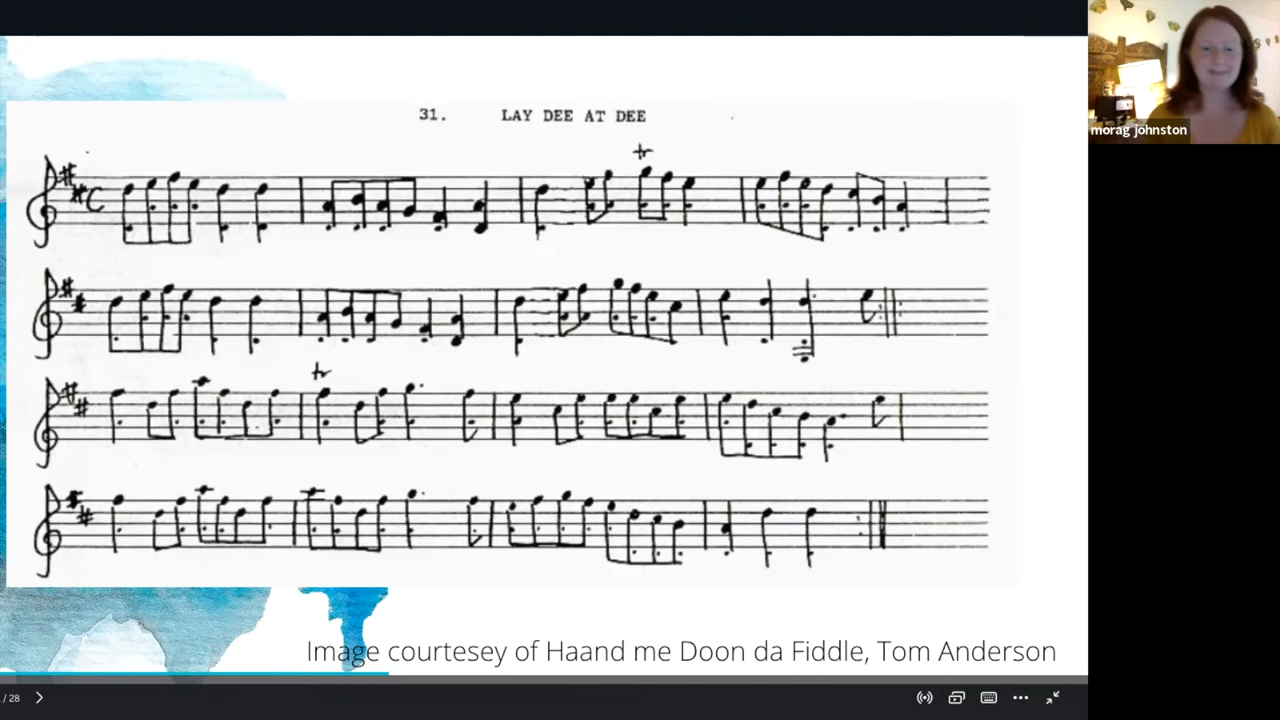 31. LAY DEE AT DEE
morag johnston
tr
tr
Image courtesey of Haand me Doon da Fiddle, Tom Anderson
/ 28